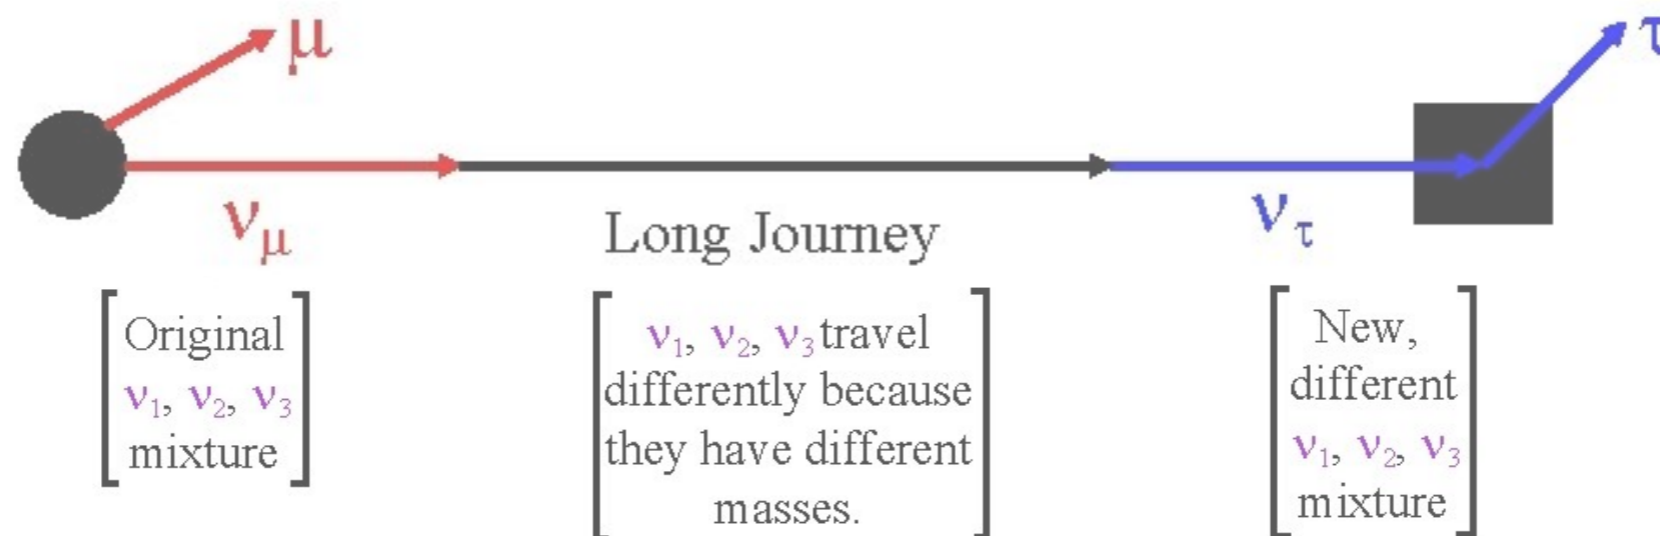 μ
τ
ν_μ
ν_τ
Long Journey
Original
ν₁, ν₂, ν₃
mixture
ν₁, ν₂, ν₃ travel
differently because
they have different
masses.
New,
different
ν₁, ν₂, ν₃
mixture